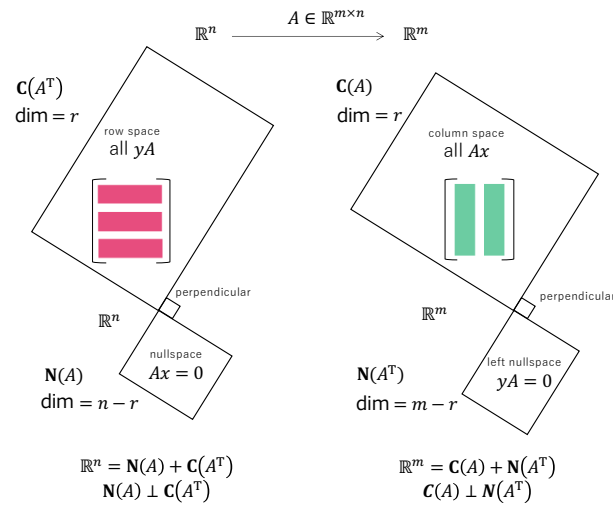 ℝⁿ
A ∈ ℝᵐˣⁿ
ℝᵐ
𝐂(Aᵀ)
dim = r
row space
all yA
perpendicular
ℝⁿ
nullspace
Ax = 0
𝐍(A)
dim = n − r
ℝⁿ = 𝐍(A) + 𝐂(Aᵀ)
𝐍(A) ⊥ 𝐂(Aᵀ)
𝐂(A)
dim = r
column space
all Ax
perpendicular
ℝᵐ
left nullspace
yA = 0
𝐍(Aᵀ)
dim = m − r
ℝᵐ = 𝐂(A) + 𝐍(Aᵀ)
𝑪(A) ⊥ 𝑵(Aᵀ)